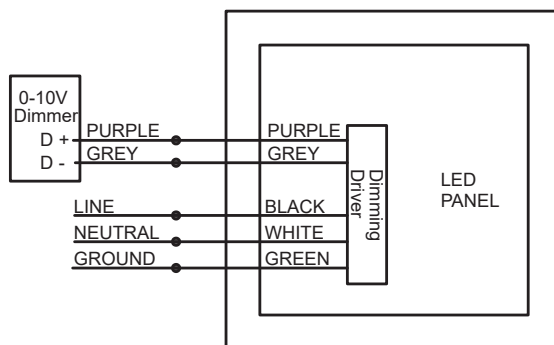 0-10V
Dimmer
D + PURPLE PURPLE
D - GREY GREY
LINE BLACK
NEUTRAL WHITE
GROUND GREEN
Dimming
Driver
LED
PANEL